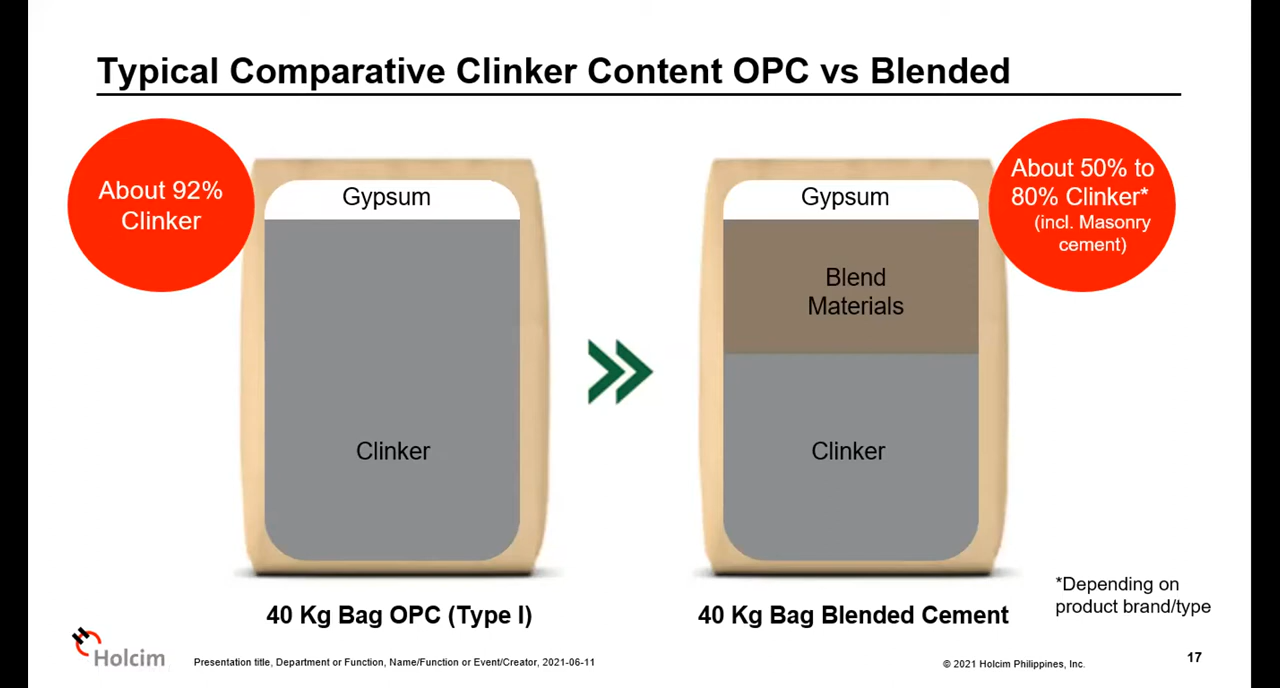 Typical Comparative Clinker Content OPC vs Blended
About 92%
Clinker
Gypsum
Clinker
40 Kg Bag OPC (Type I)
About 50% to
80% Clinker*
(incl. Masonry
cement)
Gypsum
Blend
Materials
Clinker
40 Kg Bag Blended Cement
*Depending on
product brand/type
Holcim
Presentation title, Department or Function, Name/Function or Event/Creator, 2021-06-11
© 2021 Holcim Philippines, Inc.
17